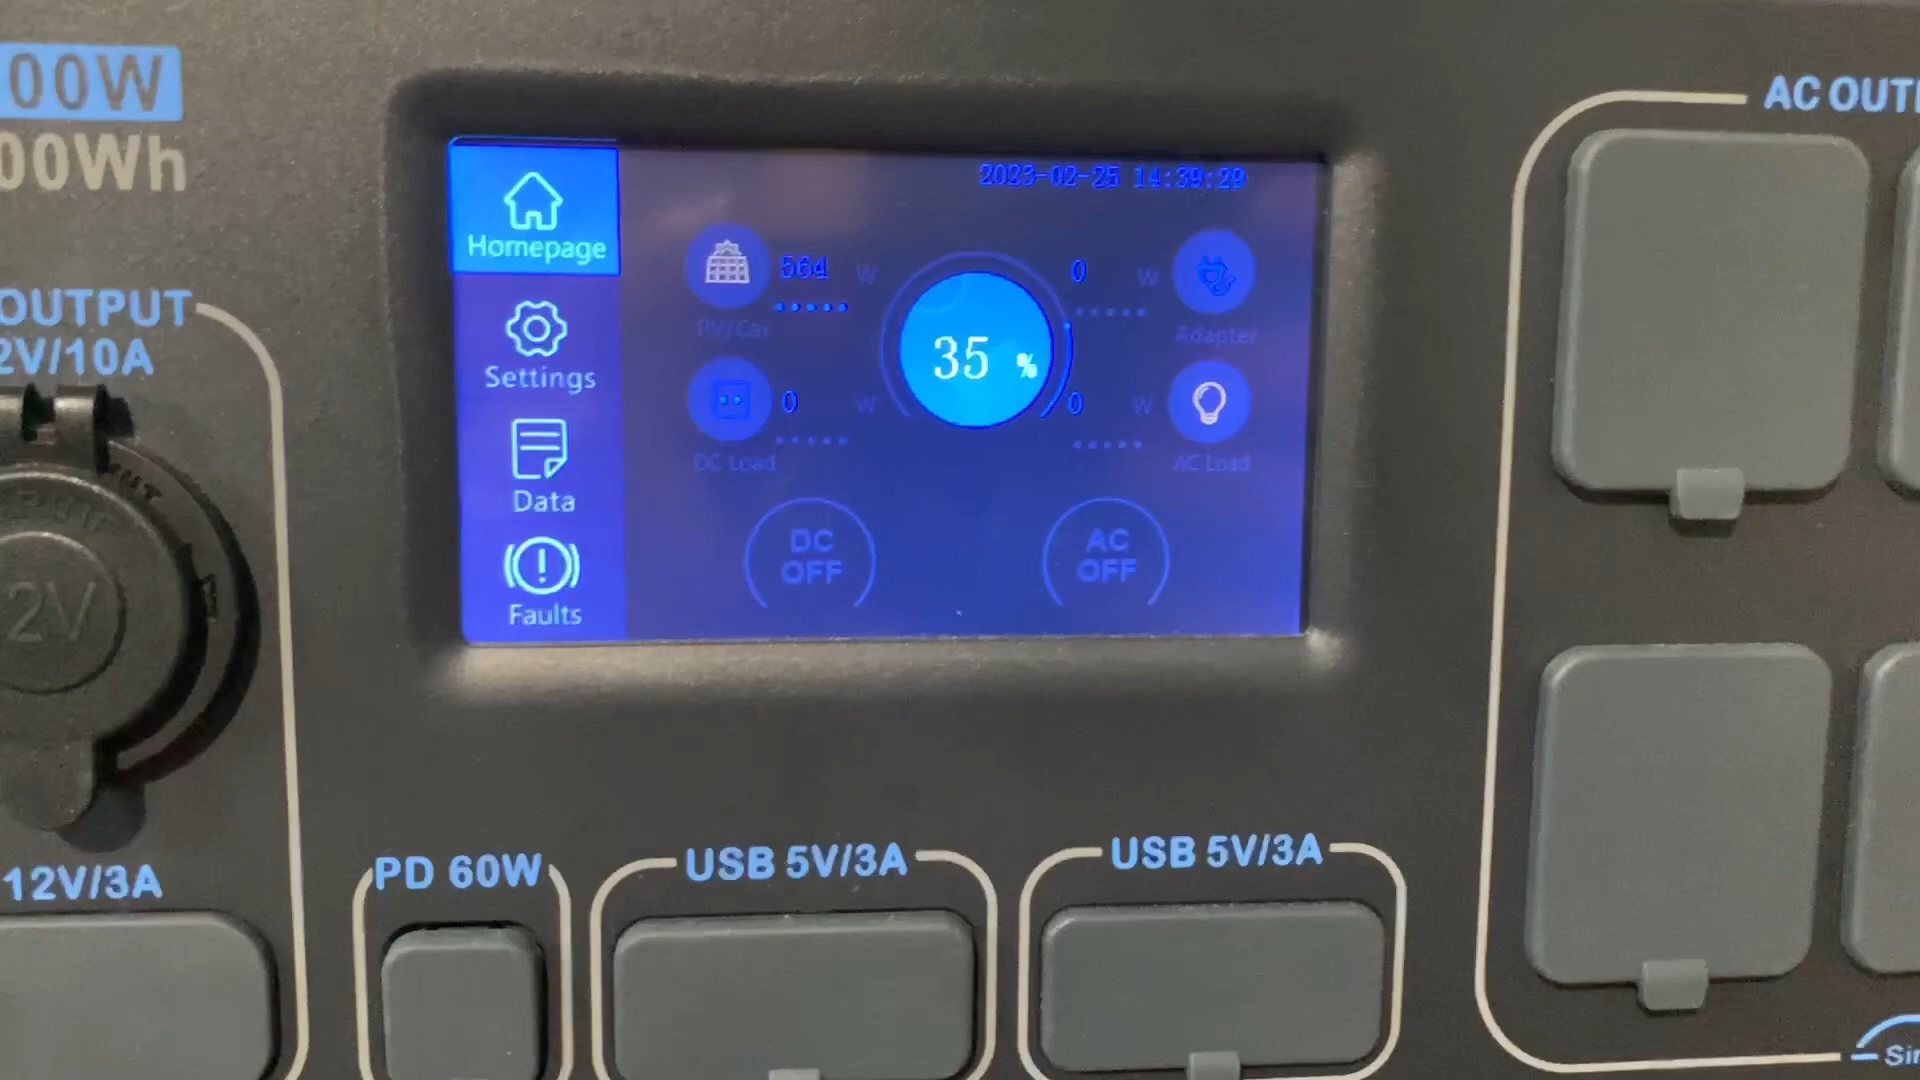 00W
00Wh
OUTPUT
2V/10A
2V
12V/3A
2023-02-25 14:39:29
Homepage
Settings
Data
Faults
564 W
PV/Car
0 W
DC Load
35 %
0 W
Adapter
0 W
AC Load
DC
OFF
AC
OFF
PD 60W
USB 5V/3A
USB 5V/3A
AC OUT